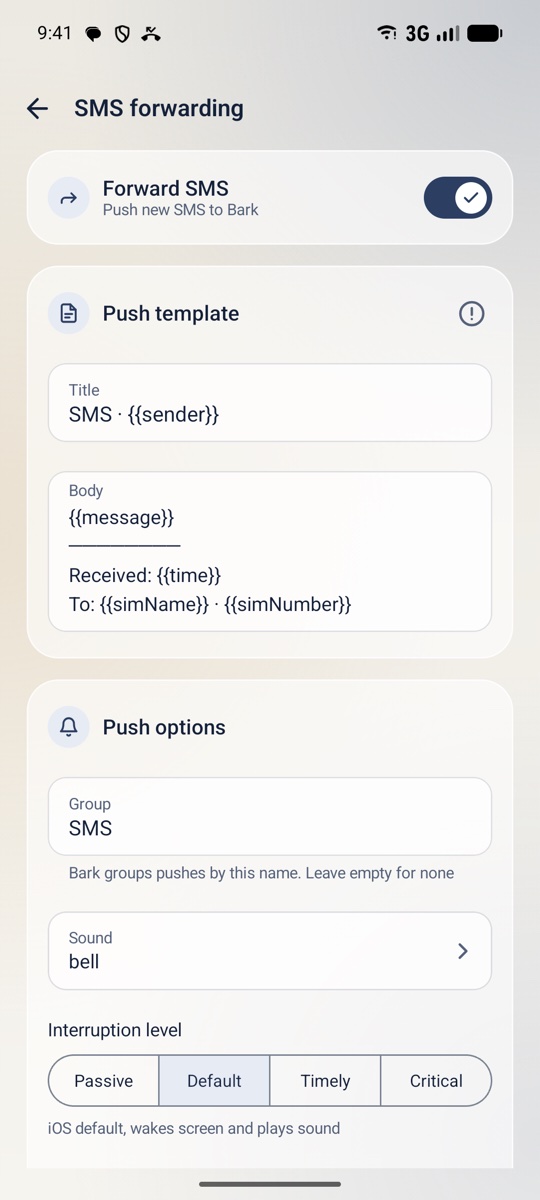 9:41
3G
SMS forwarding
Forward SMS
Push new SMS to Bark
Push template
Title
SMS · {{sender}}
Body
{{message}}
──────────
Received: {{time}}
To: {{simName}} · {{simNumber}}
Push options
Group
SMS
Bark groups pushes by this name. Leave empty for none
Sound
bell
Interruption level
Passive
Default
Timely
Critical
iOS default, wakes screen and plays sound